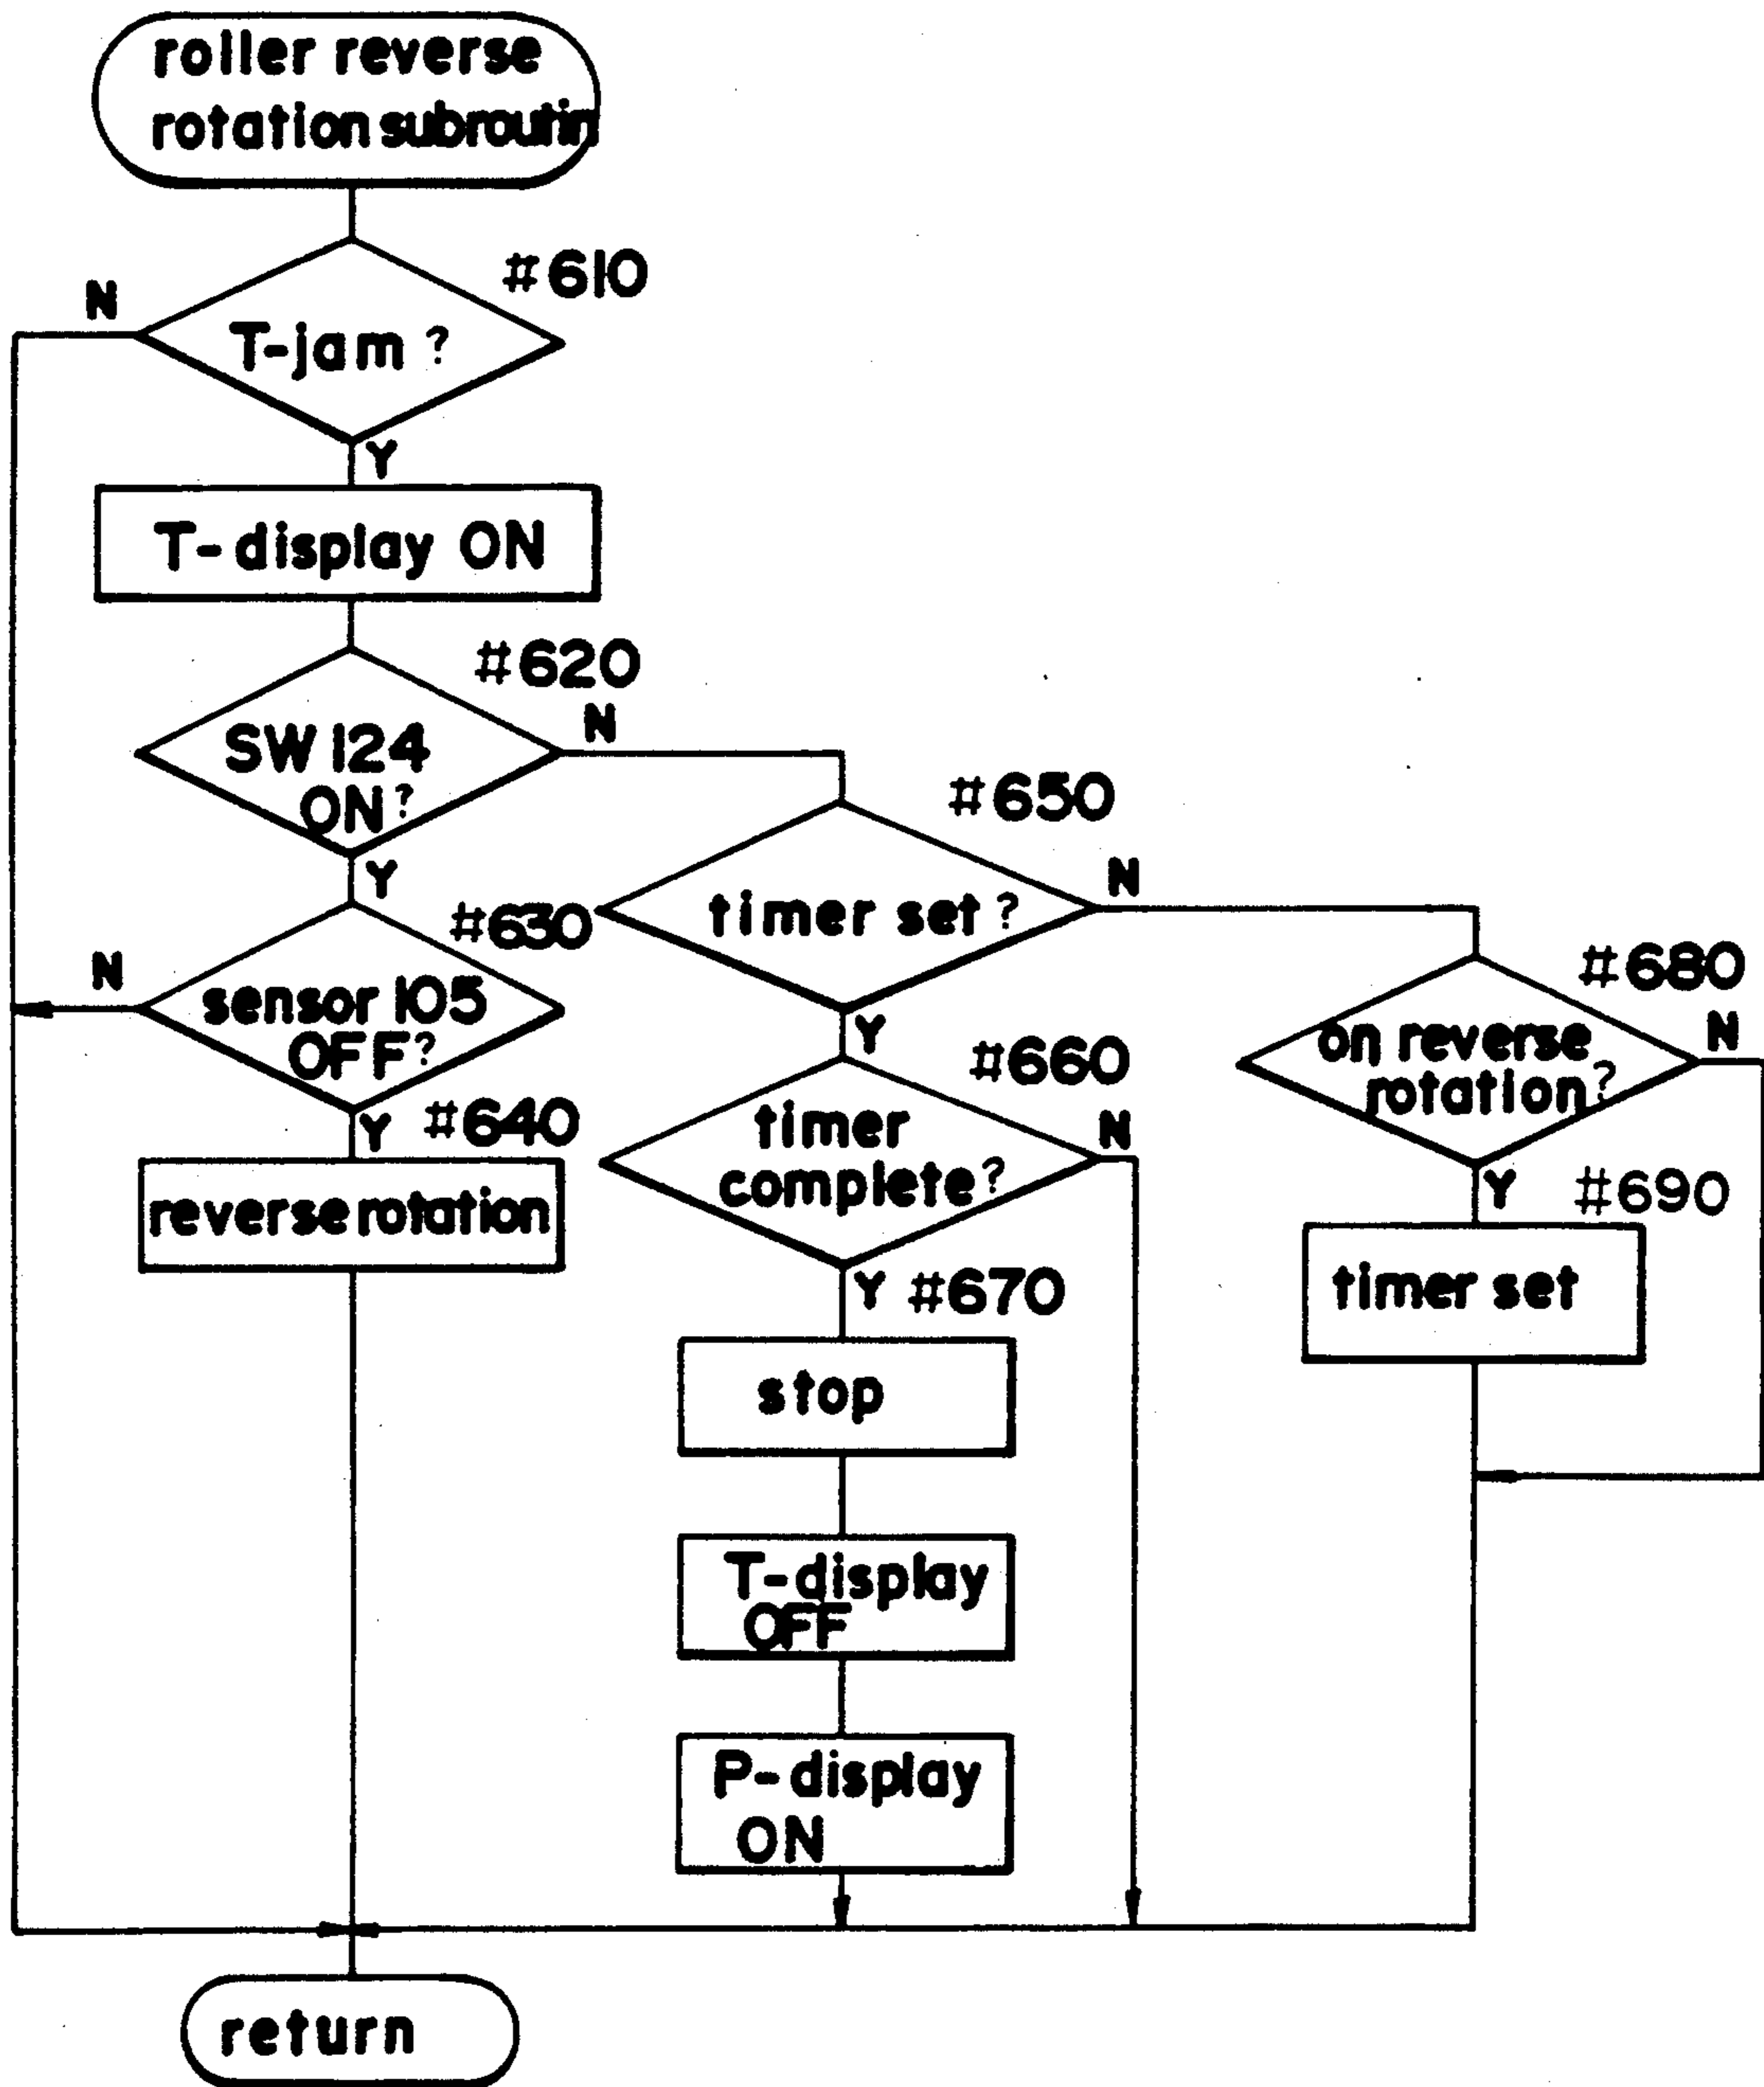 roller reverse
rotation subroutin
#610
N
T-jam ?
Y
T-display ON
#620
N
SW 124
ON?
Y
#650
N
timer set ?
Y
#630
N
sensor 105
OFF?
Y
#640
reverse rotation
#660
timer
complete?
N
Y
#670
stop
T-display
OFF
P-display
ON
#680
N
on reverse
rotation?
Y
#690
timer set
return